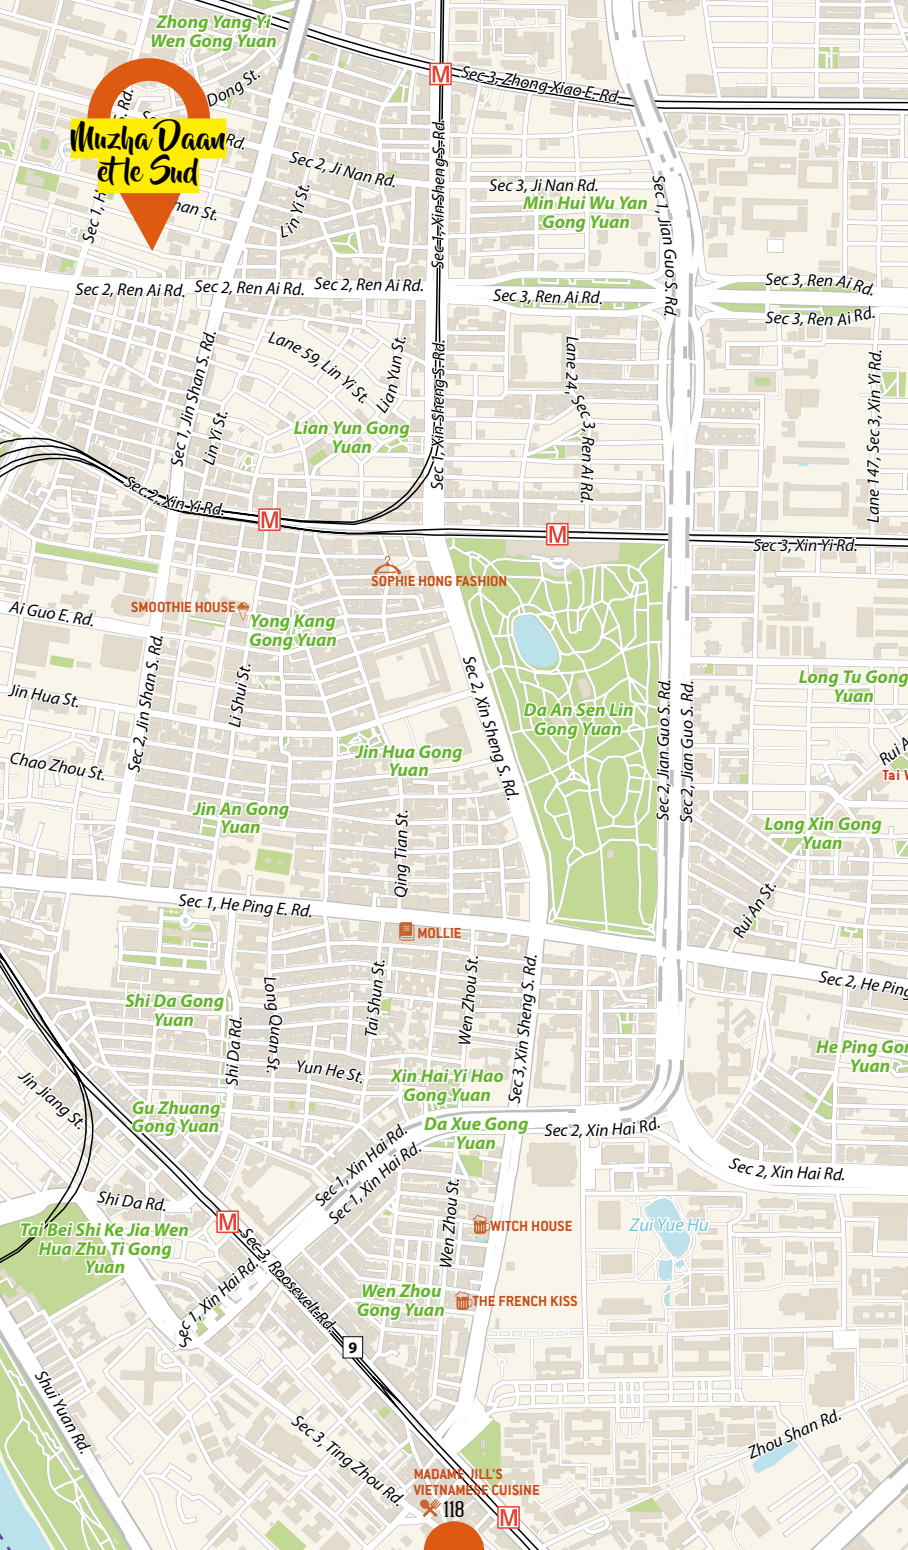 Zhong Yang Yi
Wen Gong Yuan
M
Sec 3, Zhong Xiao E. Rd.
Dong St.
S. Rd.
Rd.
Muzha Daan
et le Sud
Sec 1, H
nan St.
Sec 2, Ji Nan Rd.
Lin Yi St.
Sec 1, Xin Sheng S. Rd.
Sec 3, Ji Nan Rd.
Min Hui Wu Yan
Gong Yuan
Sec 1, Jian Guo S. Rd.
Sec 2, Ren Ai Rd.
Sec 2, Ren Ai Rd.
Sec 2, Ren Ai Rd.
Sec 3, Ren Ai Rd.
Sec 3, Ren Ai Rd.
Sec 3, Ren Ai Rd.
Sec 1, Jin Shan S. Rd.
Lane 59, Lin Yi St.
Lian Yun St.
Sec 1, Xin Sheng S. Rd.
Lane 24, Sec 3, Ren Ai Rd.
Lane 147, Sec 3, Xin Yi Rd.
Lin Yi St.
Lian Yun Gong
Yuan
Sec 2, Xin Yi Rd.
M
M
Sec 3, Xin Yi Rd.
SOPHIE HONG FASHION
SMOOTHIE HOUSE
Ai Guo E. Rd.
Yong Kang
Gong Yuan
Sec 2, Jin Shan S. Rd.
Li Shui St.
Sec 2, Xin Sheng S. Rd.
Jin Hua St.
Da An Sen Lin
Gong Yuan
Sec 2, Jian Guo S. Rd.
Sec 2, Jian Guo S. Rd.
Long Tu Gong
Yuan
Rui A
Tai W
Chao Zhou St.
Jin Hua Gong
Yuan
Jin An Gong
Yuan
Qing Tian St.
Long Xin Gong
Yuan
Rui An St.
Sec 1, He Ping E. Rd.
MOLLIE
Sec 2, He Ping
Shi Da Gong
Yuan
Long Quan St.
Shi Da Rd.
Tai Shun St.
Wen Zhou St.
Sec 3, Xin Sheng S. Rd.
Yun He St.
Xin Hai Yi Hao
Gong Yuan
He Ping Gon
Yuan
Jin Jiang St.
Gu Zhuang
Gong Yuan
Da Xue Gong
Yuan
Sec 2, Xin Hai Rd.
Sec 1, Xin Hai Rd.
Sec 1, Xin Hai Rd.
Sec 2, Xin Hai Rd.
Shi Da Rd.
M
Wen Zhou St.
WITCH HOUSE
Zui Yue Hu
Tai Bei Shi Ke Jia Wen
Hua Zhu Ti Gong
Yuan
Sec 1, Xin Hai Rd.
Sec 3, Roosevelt Rd.
Wen Zhou
Gong Yuan
THE FRENCH KISS
9
Shui Yuan Rd.
Sec 3, Ting Zhou Rd.
Zhou Shan Rd.
MADAME JILL'S
VIETNAMESE CUISINE
118
M